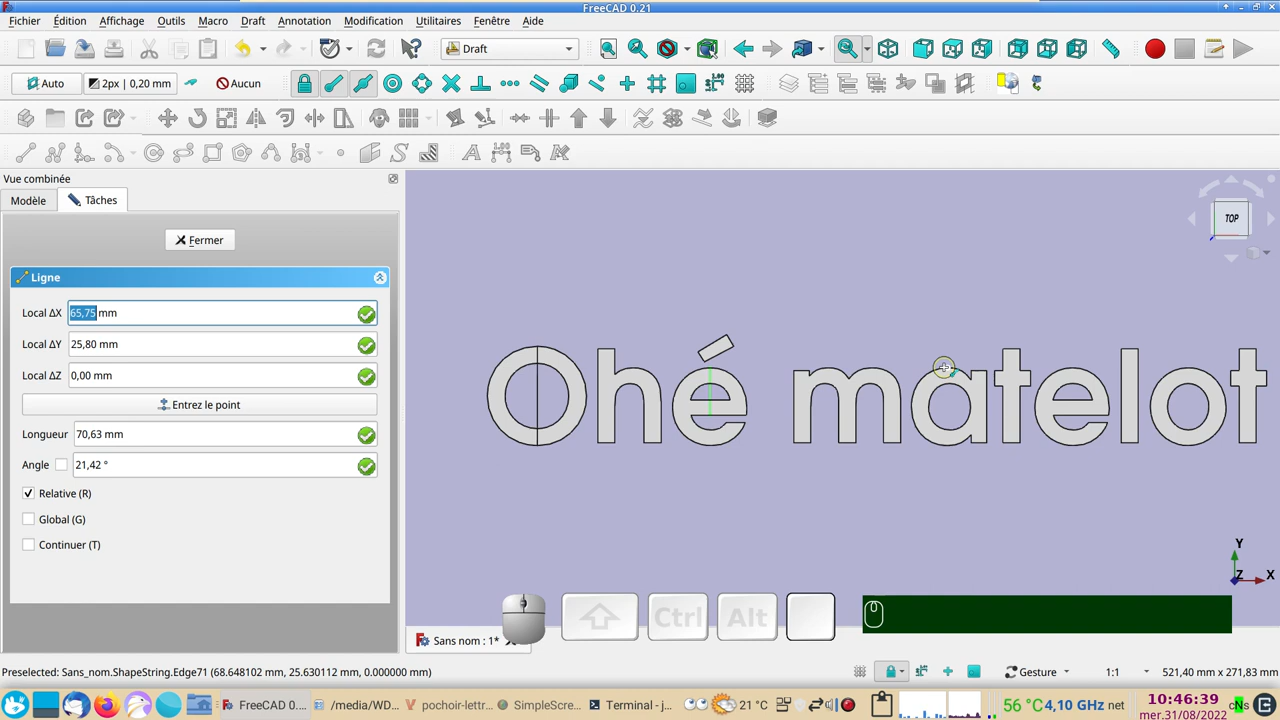 FreeCAD 0.21
Fichier Édition Affichage Outils Macro Draft Annotation Modification Utilitaires Fenêtre Aide
Draft
Auto 2px | 0,20 mm Aucun
Vue combinée
Modèle Tâches
Fermer
Ligne
Local ΔX 65,75 mm
Local ΔY 25,80 mm
Local ΔZ 0,00 mm
Entrez le point
Longueur 70,63 mm
Angle 21,42 °
Relative (R)
Global (G)
Continuer (T)
TOP
Ohé matelot
Y
Z X
Ctrl Alt
Sans nom : 1*
Preselected: Sans_nom.ShapeString.Edge71 (68.648102 mm, 25.630112 mm, 0.000000 mm) Gesture 1:1 521,40 mm x 271,83 mm
FreeCAD 0.... /media/WD... pochoir-lettr... SimpleScre... Terminal - j... 21 °C 56 °C 4,10 GHz net 10:46:39
mer.31/08/2022